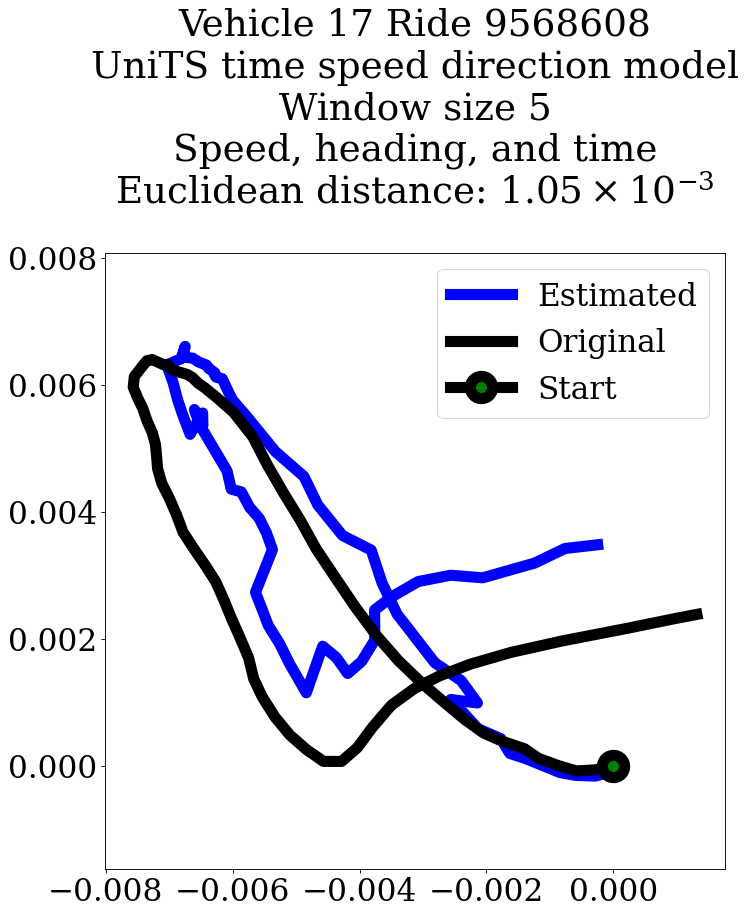 Vehicle 17 Ride 9568608
UniTS time speed direction model
Window size 5
Speed, heading, and time
Euclidean distance: 1.05 × 10⁻³
0.008
0.006
0.004
0.002
0.000
Estimated
Original
Start
−0.008 −0.006 −0.004 −0.002 0.000